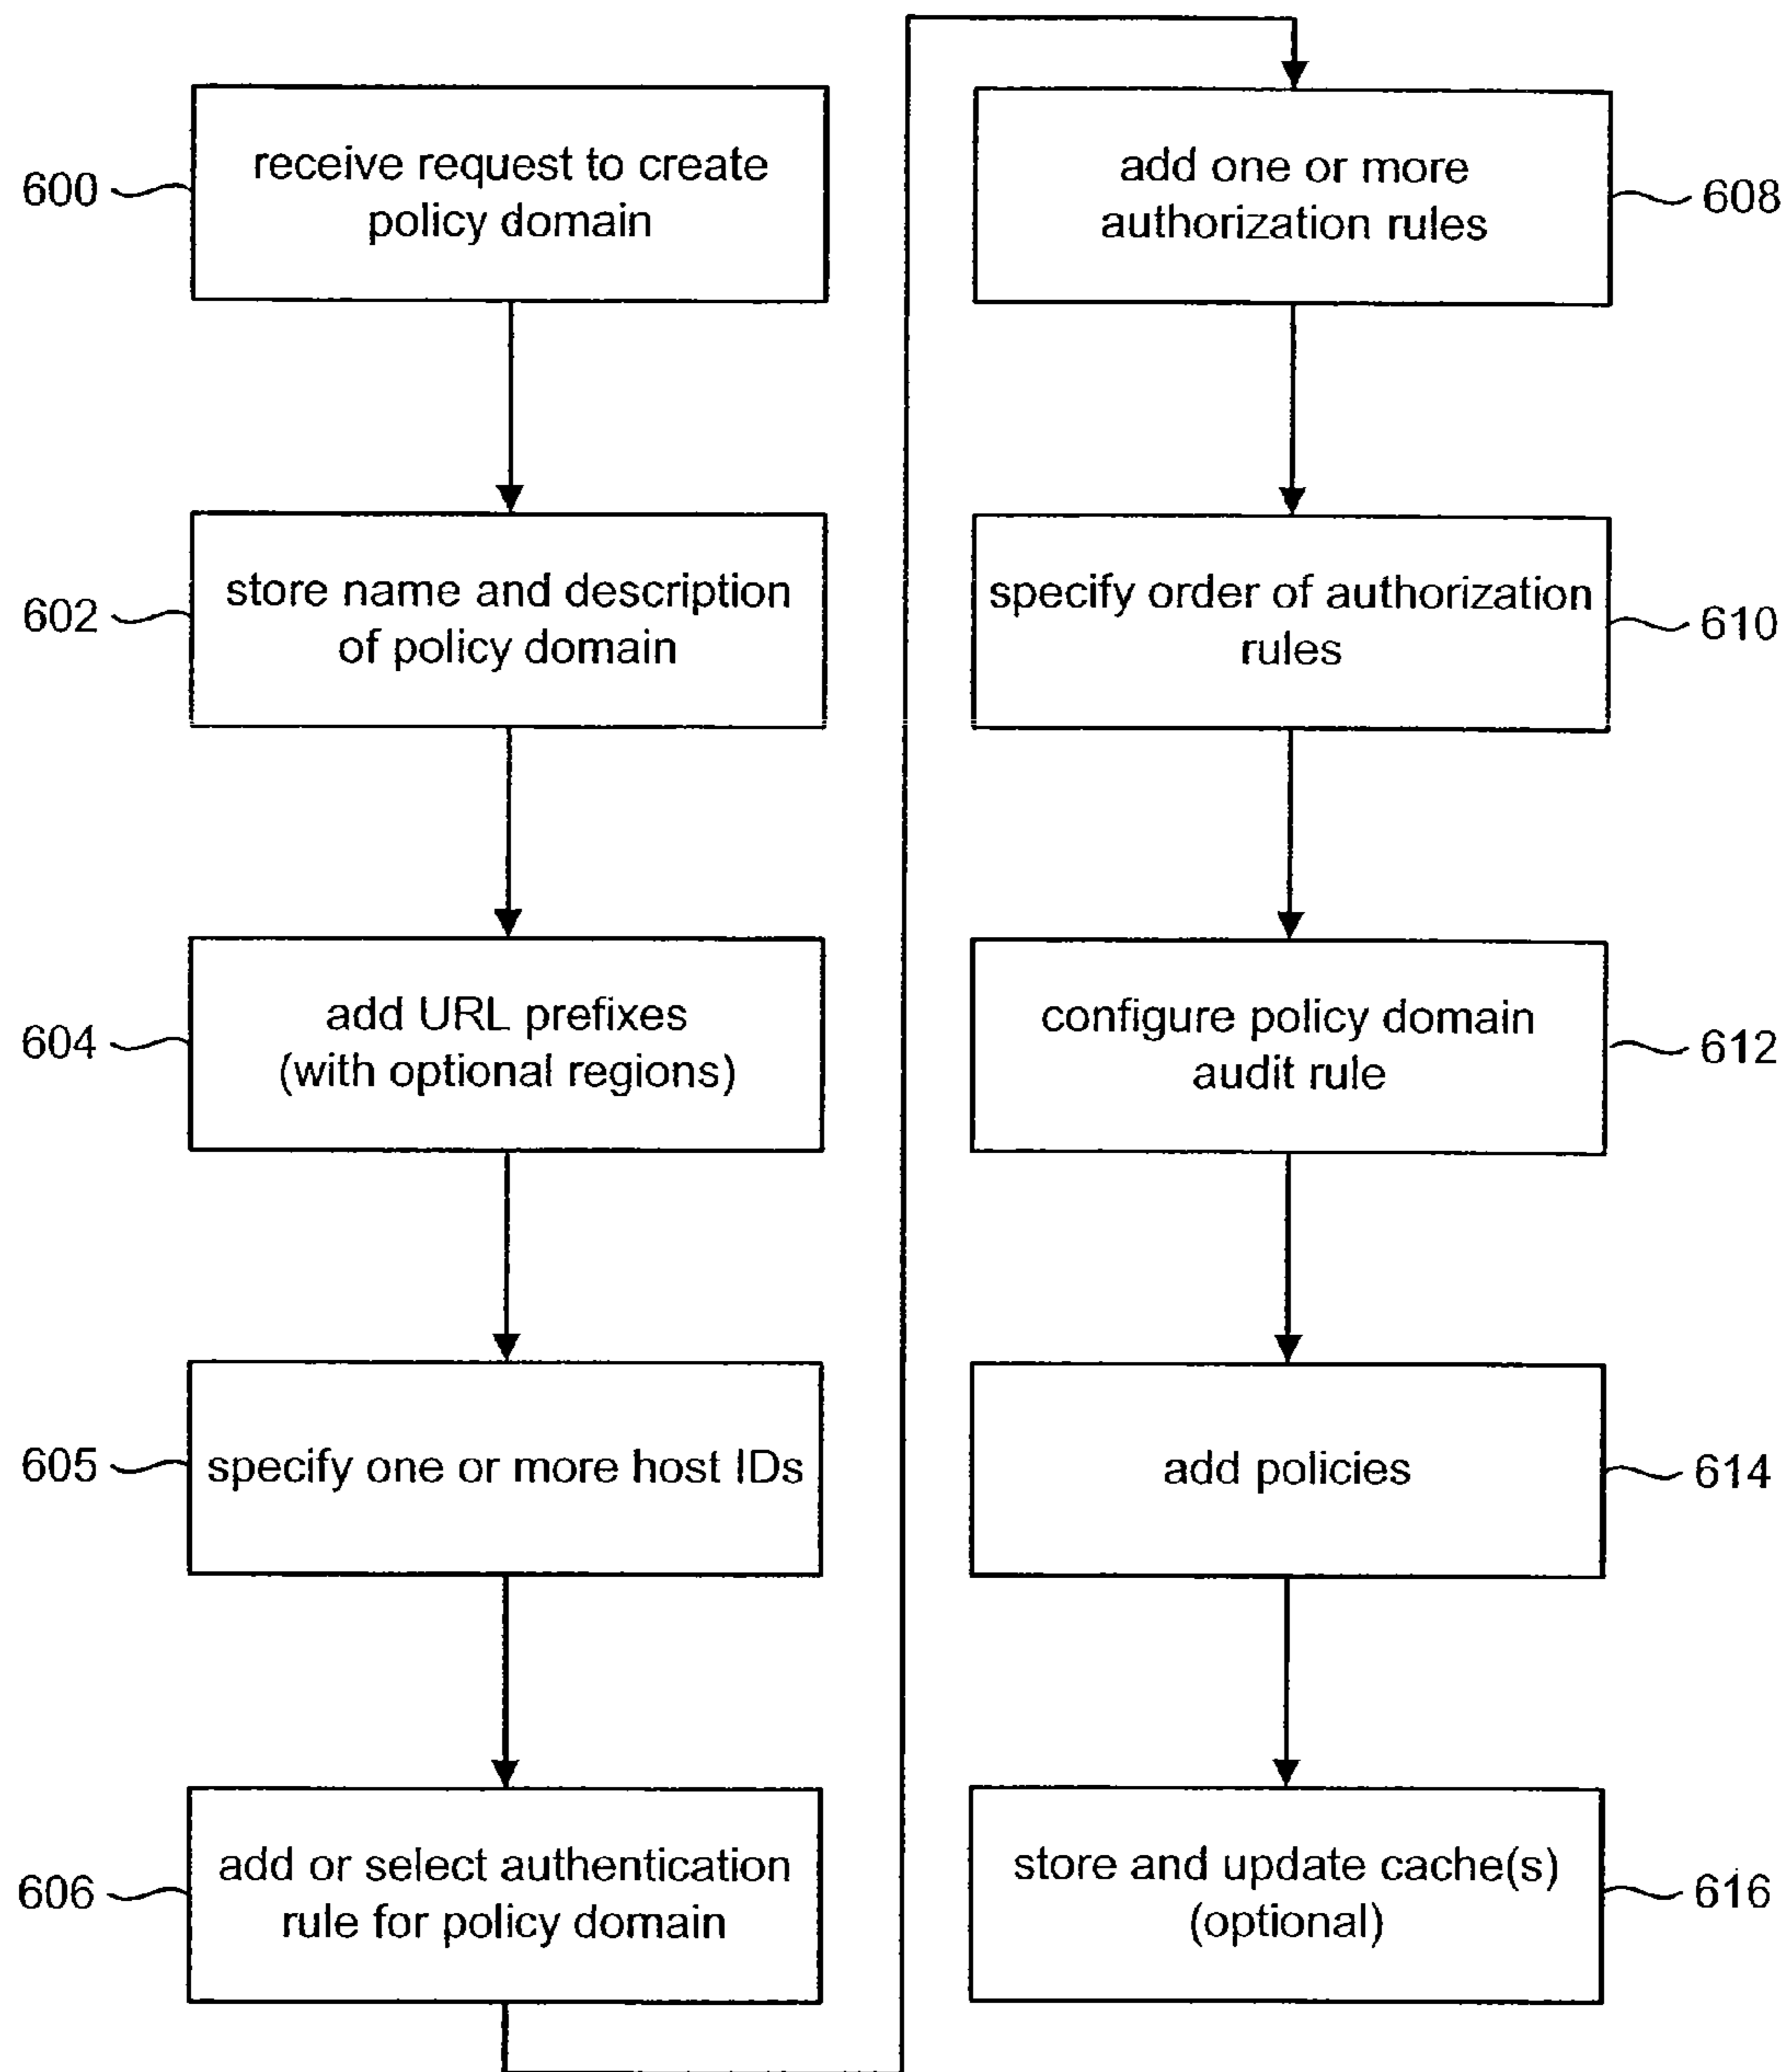 600
receive request to create
policy domain
602
store name and description
of policy domain
604
add URL prefixes
(with optional regions)
605
specify one or more host IDs
606
add or select authentication
rule for policy domain
add one or more
authorization rules
608
specify order of authorization
rules
610
configure policy domain
audit rule
612
add policies
614
store and update cache(s)
(optional)
616